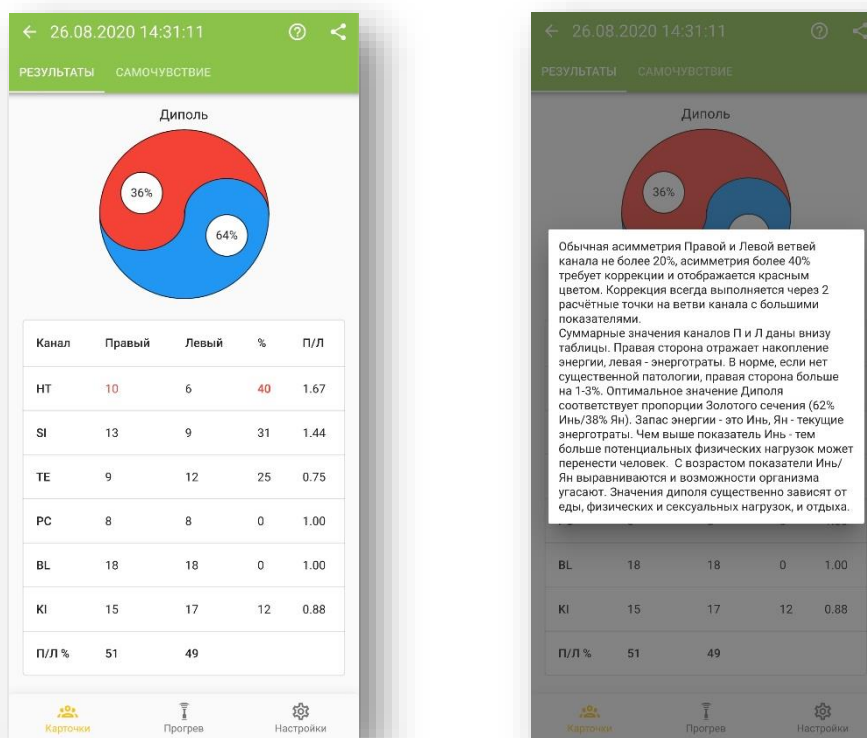 26.08.2020 14:31:11
РЕЗУЛЬТАТЫ САМОЧУВСТВИЕ
Диполь
36%
64%
Канал Правый Левый % П/Л
HT 10 6 40 1.67
SI 13 9 31 1.44
TE 9 12 25 0.75
PC 8 8 0 1.00
BL 18 18 0 1.00
KI 15 17 12 0.88
П/Л % 51 49
Карточки Прогрев Настройки
26.08.2020 14:31:11
РЕЗУЛЬТАТЫ САМОЧУВСТВИЕ
Диполь
36%
Обычная асимметрия Правой и Левой ветвей
канала не более 20%, асимметрия более 40%
требует коррекции и отображается красным
цветом. Коррекция всегда выполняется через 2
расчётные точки на ветви канала с большими
показателями.
Суммарные значения каналов П и Л даны внизу
таблицы. Правая сторона отражает накопление
энергии, левая - энерготраты. В норме, если нет
существенной патологии, правая сторона больше
на 1-3%. Оптимальное значение Диполя
соответствует пропорции Золотого сечения (62%
Инь/38% Ян). Запас энергии - это Инь, Ян - текущие
энерготраты. Чем выше показатель Инь - тем
больше потенциальных физических нагрузок может
перенести человек. С возрастом показатели Инь/
Ян выравниваются и возможности организма
угасают. Значения диполя существенно зависят от
еды, физических и сексуальных нагрузок, и отдыха.
BL 18 18 0 1.00
KI 15 17 12 0.88
П/Л % 51 49
Карточки Прогрев Настройки